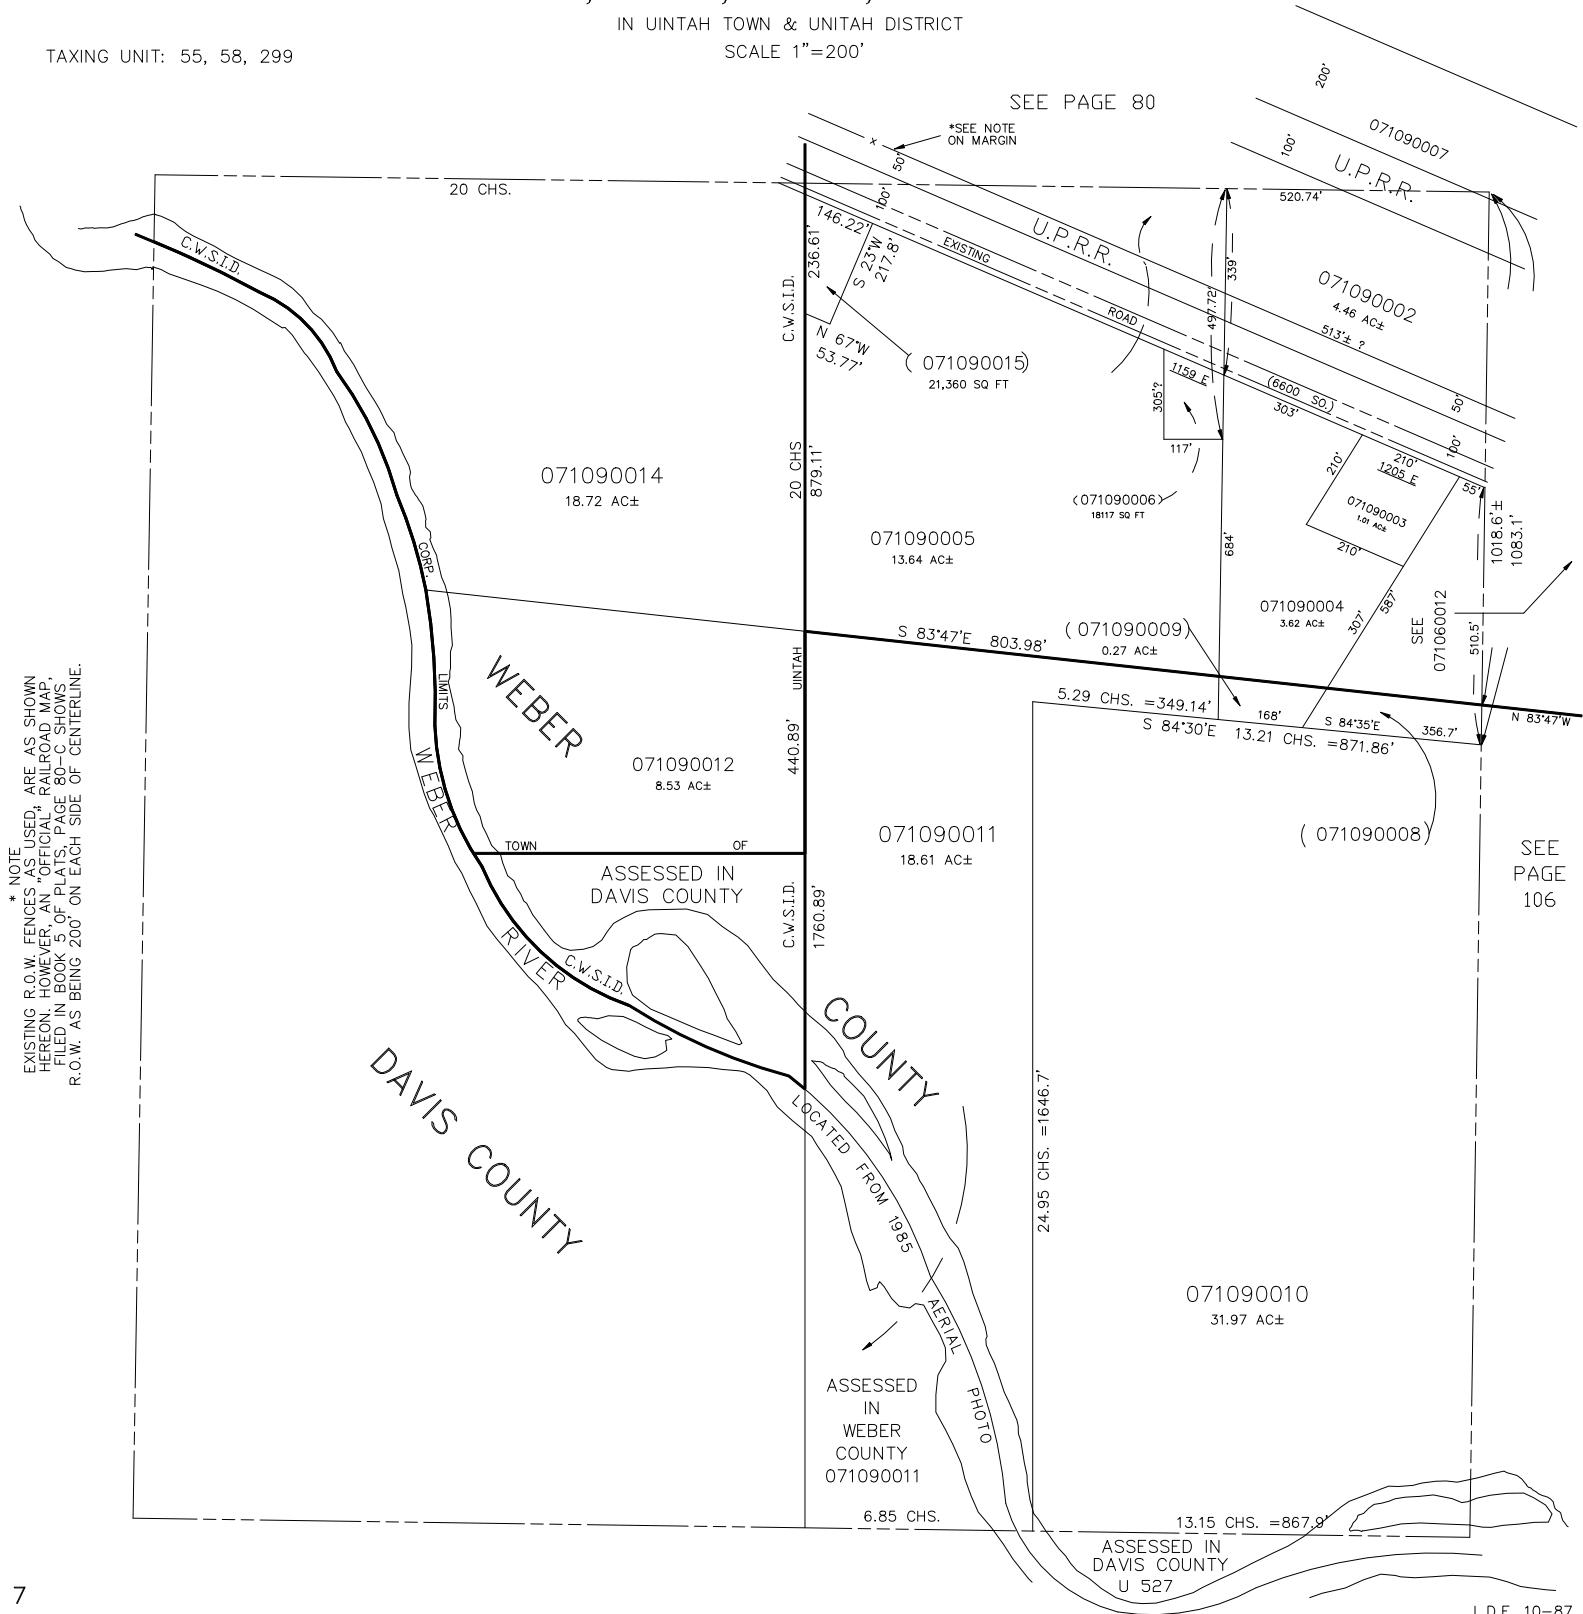 IN UINTAH TOWN & UNITAH DISTRICT
SCALE 1"=200'
TAXING UNIT: 55, 58, 299
SEE PAGE 80
*SEE NOTE
ON MARGIN
200'
071090007
100'
U.P.R.R.
20 CHS.
50'
100'
520.74'
146.22'
U.P.R.R.
C.W.S.I.D.
236.61'
S 23°W
217.8'
EXISTING
339'
071090002
4.46 AC±
C.W.S.I.D.
497.72'
ROAD
513'± ?
N 67°W
53.77'
( 071090015)
21,360 SQ FT
1159 E
(6600 SO.)
303'
50'
305'?
117'
100'
210'
1205 E
210'
55'
071090014
18.72 AC±
20 CHS
879.11'
(071090006)
18117 SQ FT
071090003
1.01 AC±
1018.6'±
1083.1'
071090005
13.64 AC±
684'
210'
CORP.
071090004
3.62 AC±
587'
307'
SEE
071060012
510.5'
( 071090009)
0.27 AC±
S 83°47'E 803.98'
UINTAH
LIMITS
WEBER
5.29 CHS. =349.14'
168'
S 84°35'E
356.7'
N 83°47'W
S 84°30'E 13.21 CHS. =871.86'
440.89'
WEBER
071090012
8.53 AC±
* NOTE
EXISTING R.O.W. FENCES AS USED, ARE AS SHOWN
HEREON. HOWEVER, AN "OFFICIAL" RAILROAD MAP,
FILED IN BOOK 5 OF PLATS, PAGE 80-C SHOWS
R.O.W. AS BEING 200' ON EACH SIDE OF CENTERLINE.
071090011
18.61 AC±
( 071090008)
TOWN OF
ASSESSED IN
DAVIS COUNTY
SEE
PAGE
106
C.W.S.I.D.
1760.89'
RIVER
C.W.S.I.D.
COUNTY
DAVIS COUNTY
LOCATED FROM 1985
24.95 CHS. =1646.7'
071090010
31.97 AC±
AERIAL
PHOTO
ASSESSED
IN
WEBER
COUNTY
071090011
6.85 CHS.
13.15 CHS. =867.9'
ASSESSED IN
DAVIS COUNTY
U 527
7